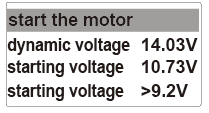 start the motor
dynamic voltage 14.03V
starting voltage 10.73V
starting voltage >9.2V